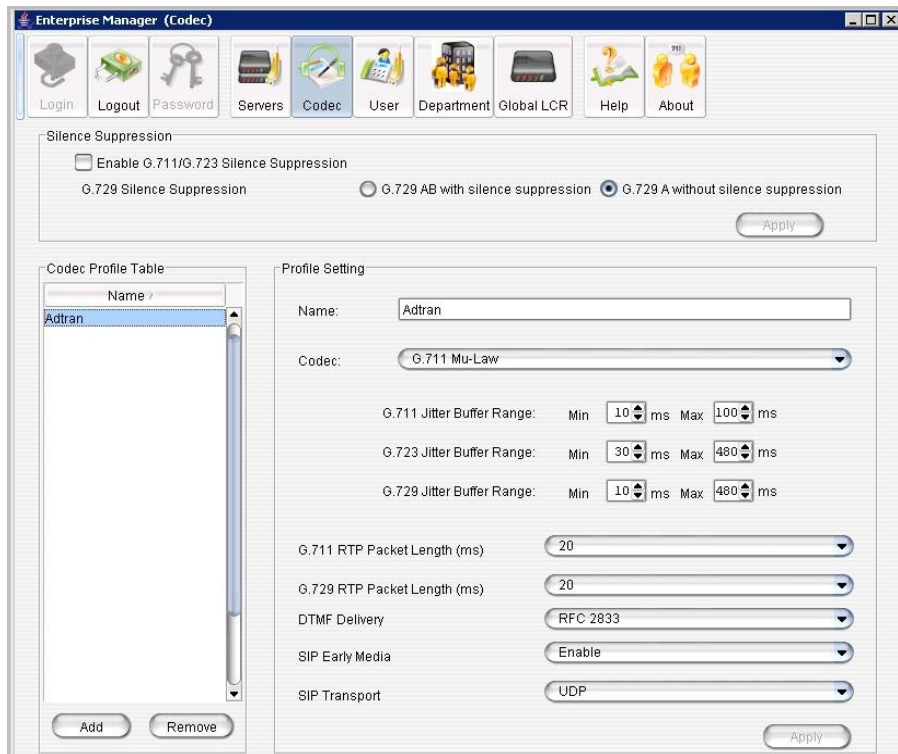 Enterprise Manager (Codec)
711
Login Logout Password Servers Codec User Department Global LCR Help About
Silence Suppression
Enable G.711/G.723 Silence Suppression
G.729 Silence Suppression G.729 AB with silence suppression G.729 A without silence suppression
Apply
Codec Profile Table
Name
Adtran
Add Remove
Profile Setting
Name: Adtran
Codec: G.711 Mu-Law
G.711 Jitter Buffer Range: Min 10 ms Max 100 ms
G.723 Jitter Buffer Range: Min 30 ms Max 480 ms
G.729 Jitter Buffer Range: Min 10 ms Max 480 ms
G.711 RTP Packet Length (ms) 20
G.729 RTP Packet Length (ms) 20
DTMF Delivery RFC 2833
SIP Early Media Enable
SIP Transport UDP
Apply